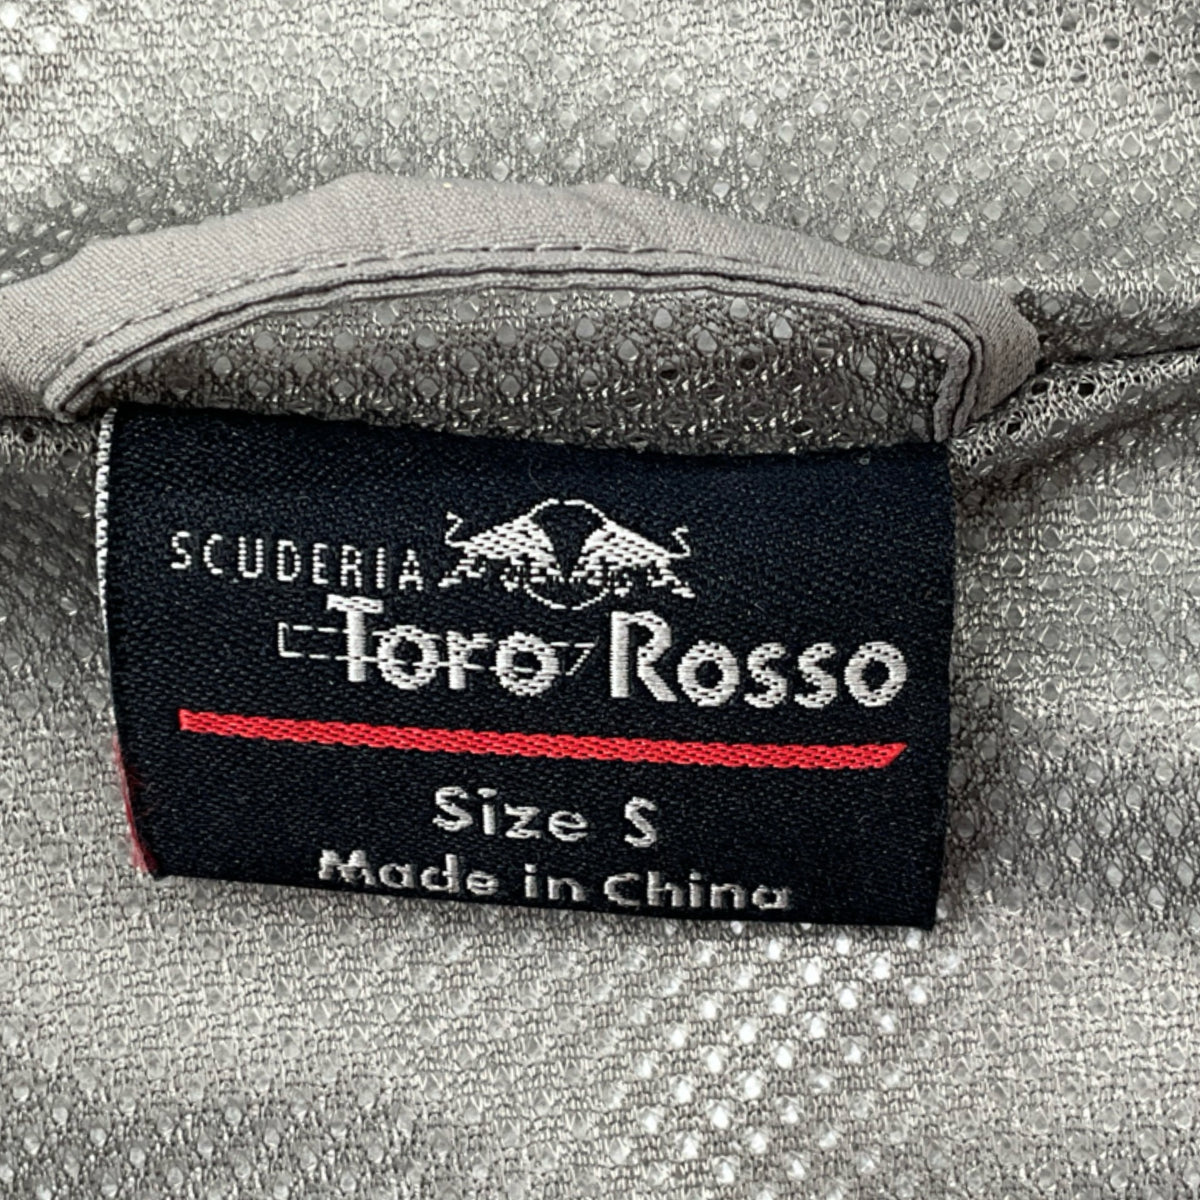 SCUDERIA
Toro Rosso
Size S
Made in China